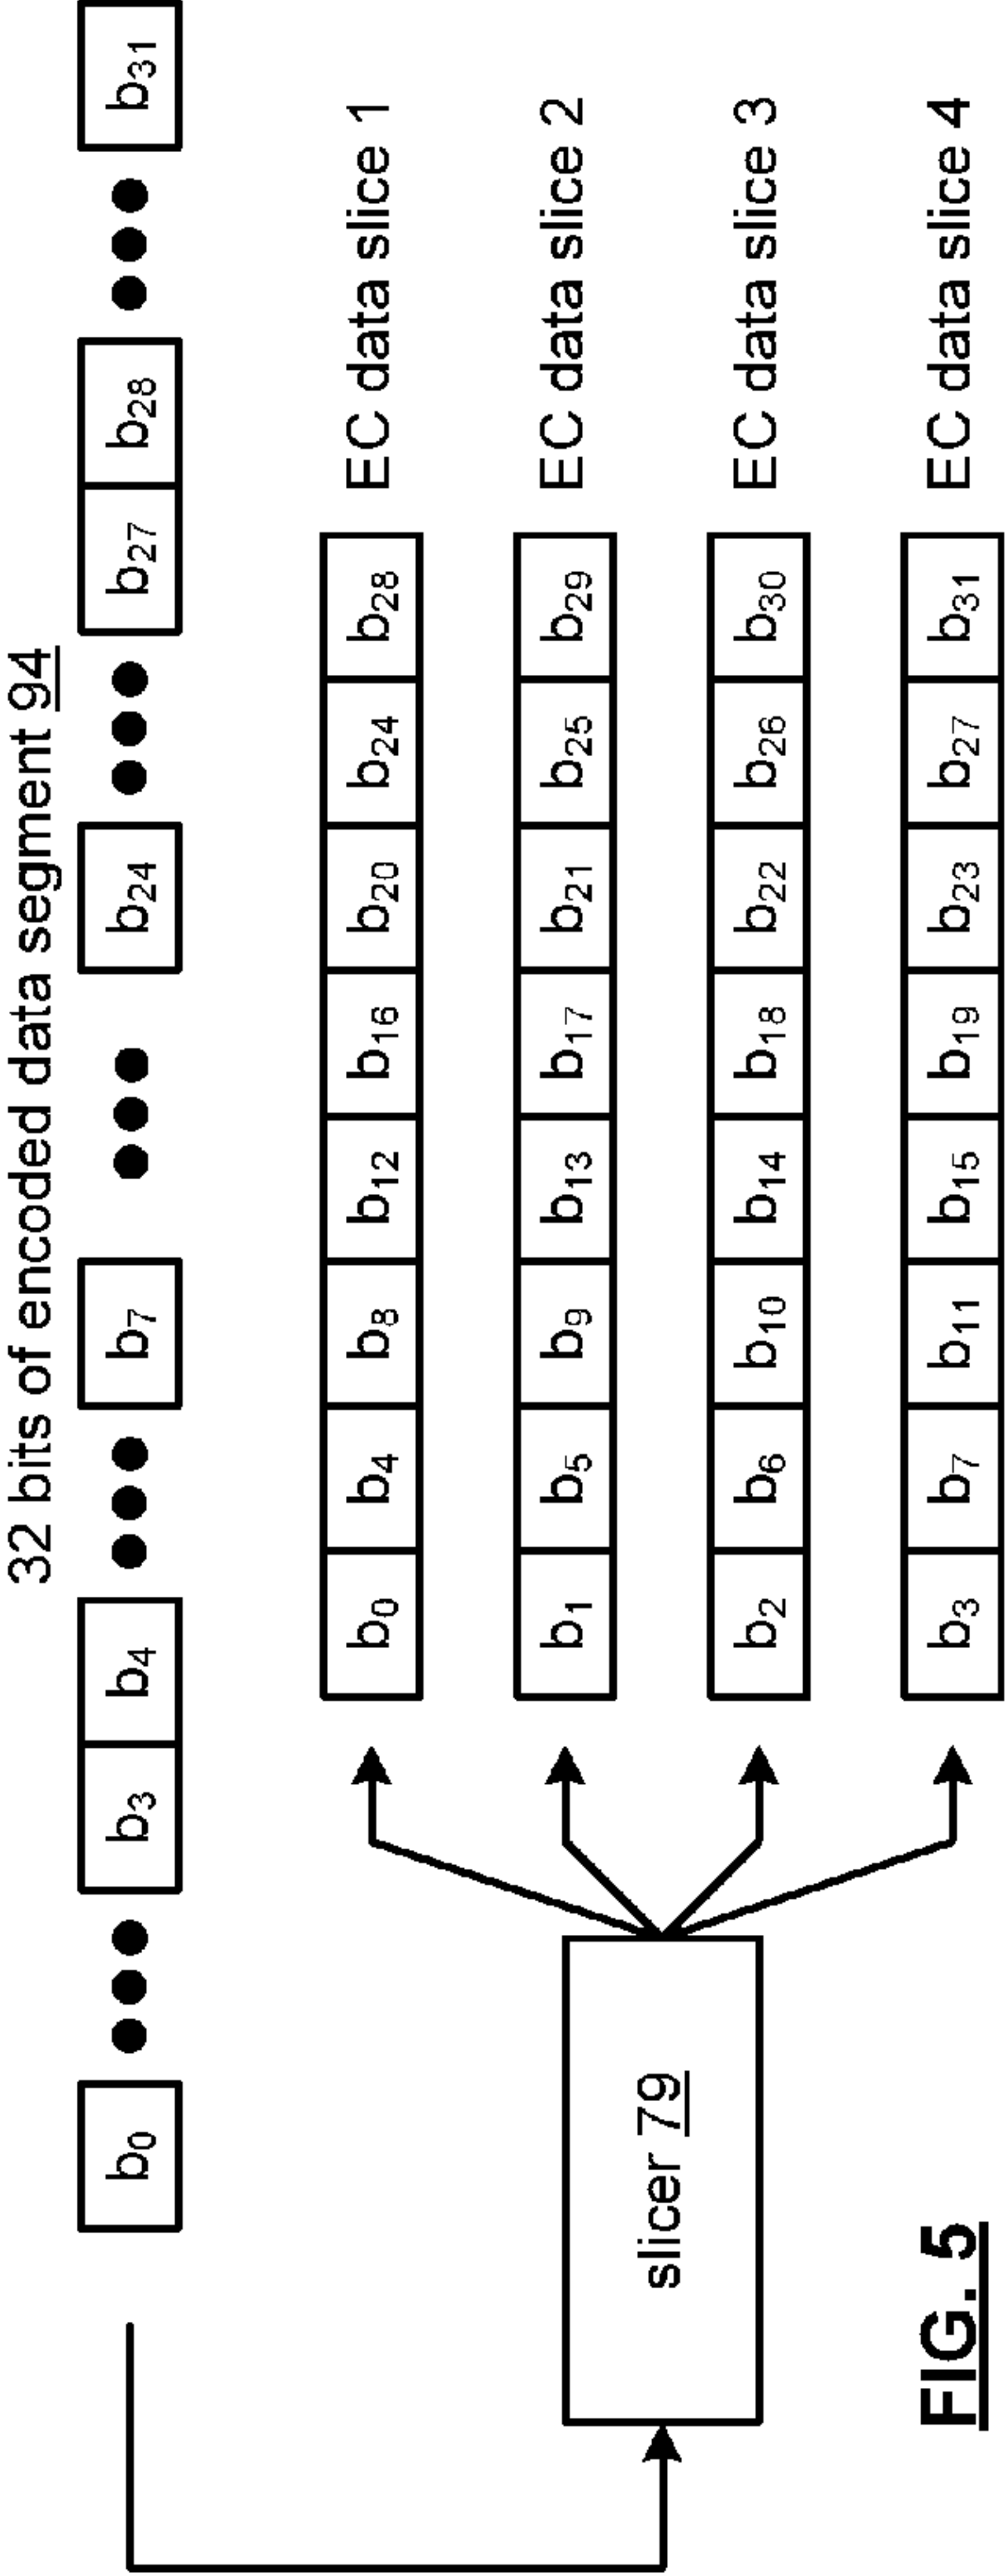 32 bits of encoded data segment 94
b0 ••• b3 b4 ••• b7 ••• b24 ••• b27 b28 ••• b31
b0 b4 b8 b12 b16 b20 b24 b28 EC data slice 1
b1 b5 b9 b13 b17 b21 b25 b29 EC data slice 2
slicer 79
b2 b6 b10 b14 b18 b22 b26 b30 EC data slice 3
b3 b7 b11 b15 b19 b23 b27 b31 EC data slice 4
FIG. 5